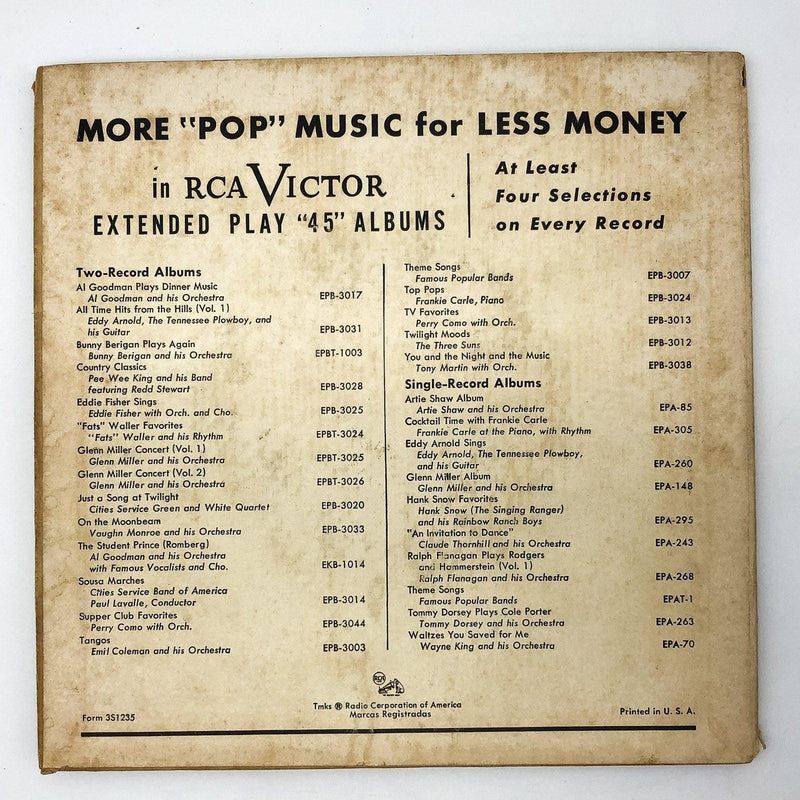 MORE "POP" MUSIC for LESS MONEY
in RCA VICTOR
EXTENDED PLAY "45" ALBUMS
At Least
Four Selections
on Every Record
Two-Record Albums
Al Goodman Plays Dinner Music
Al Goodman and his Orchestra EPB-3017
All Time Hits from the Hills (Vol. 1)
Eddy Arnold, The Tennessee Plowboy, and
his Guitar EPB-3031
Bunny Berigan Plays Again
Bunny Berigan and his Orchestra EPBT-1003
Country Classics
Pee Wee King and his Band
featuring Redd Stewart EPB-3028
Eddie Fisher Sings
Eddie Fisher with Orch. and Cho. EPB-3025
"Fats" Waller Favorites
"Fats" Waller and his Rhythm EPBT-3024
Glenn Miller Concert (Vol. 1)
Glenn Miller and his Orchestra EPBT-3025
Glenn Miller Concert (Vol. 2)
Glenn Miller and his Orchestra EPBT-3026
Just a Song at Twilight
Cities Service Green and White Quartet EPB-3020
On the Moonbeam
Vaughn Monroe and his Orchestra EPB-3033
The Student Prince (Romberg)
Al Goodman and his Orchestra
with Famous Vocalists and Cho. EKB-1014
Sousa Marches
Cities Service Band of America
Paul Lavalle, Conductor EPB-3014
Supper Club Favorites
Perry Como with Orch. EPB-3044
Tangos
Emil Coleman and his Orchestra EPB-3003
Theme Songs
Famous Popular Bands EPB-3007
Top Pops
Frankie Carle, Piano EPB-3024
TV Favorites
Perry Como with Orch. EPB-3013
Twilight Moods
The Three Suns EPB-3012
You and the Night and the Music
Tony Martin with Orch. EPB-3038
Single-Record Albums
Artie Shaw Album
Artie Shaw and his Orchestra EPA-85
Cocktail Time with Frankie Carle
Frankie Carle at the Piano, with Rhythm EPA-305
Eddy Arnold Sings
Eddy Arnold, The Tennessee Plowboy,
and his Guitar EPA-260
Glenn Miller Album
Glenn Miller and his Orchestra EPA-148
Hank Snow Favorites
Hank Snow (The Singing Ranger)
and his Rainbow Ranch Boys EPA-295
"An Invitation to Dance"
Claude Thornhill and his Orchestra EPA-243
Ralph Flanagan Plays Rodgers
and Hammerstein (Vol. 1)
Ralph Flanagan and his Orchestra EPA-268
Theme Songs
Famous Popular Bands EPAT-1
Tommy Dorsey Plays Cole Porter
Tommy Dorsey and his Orchestra EPA-263
Waltzes You Saved for Me
Wayne King and his Orchestra EPA-70
RCA
Tmks ® Radio Corporation of America
Marcas Registradas
Form 3S1235
Printed in U. S. A.